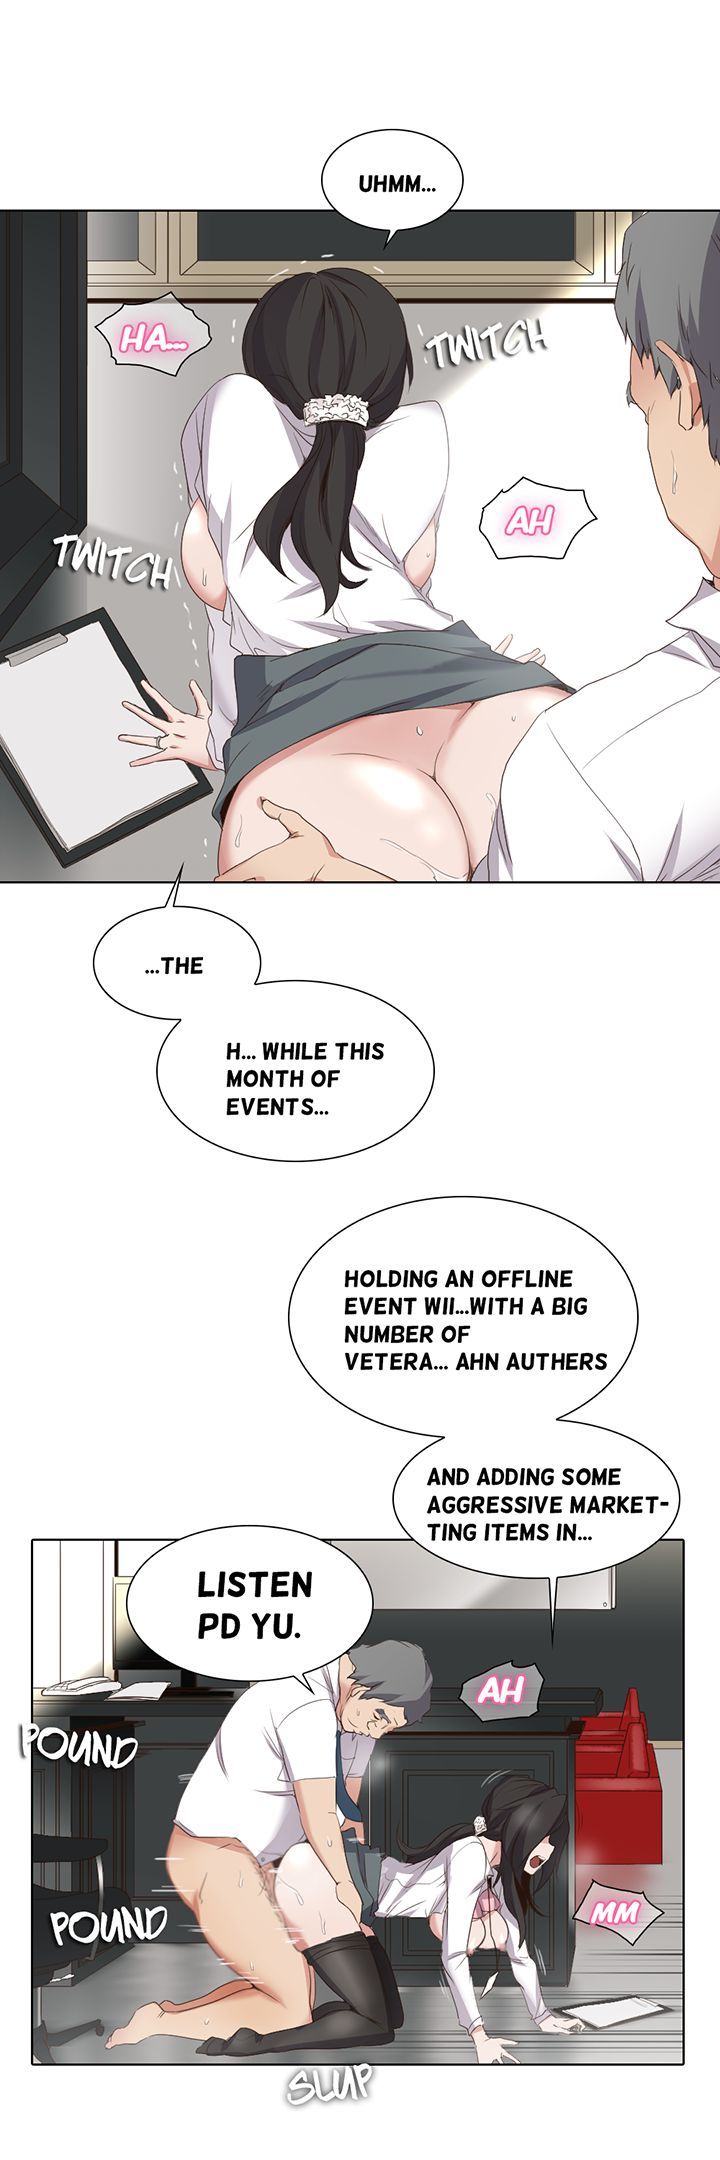 UHMM...
HA...
TWITCH
AH
TWITCH
...THE
H... WHILE THIS
MONTH OF
EVENTS...
HOLDING AN OFFLINE
EVENT WII...WITH A BIG
NUMBER OF
VETERA... AHN AUTHERS
AND ADDING SOME
AGGRESSIVE MARKET-
TING ITEMS IN...
LISTEN
PD YU.
AH
POUND
MM
POUND
SLUP